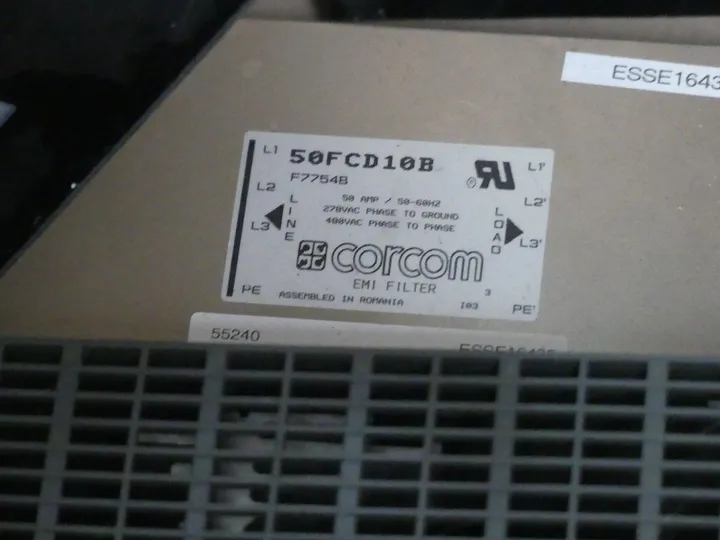 ESSE1643
L1 50FCD10B L1'
F7754B
L2 50 AMP / 50-60HZ L2'
270VAC PHASE TO GROUND
L3 480VAC PHASE TO PHASE L3'
LINE LOAD
corcom
EMI FILTER
PE ASSEMBLED IN ROMANIA I03 3 PE'
55240